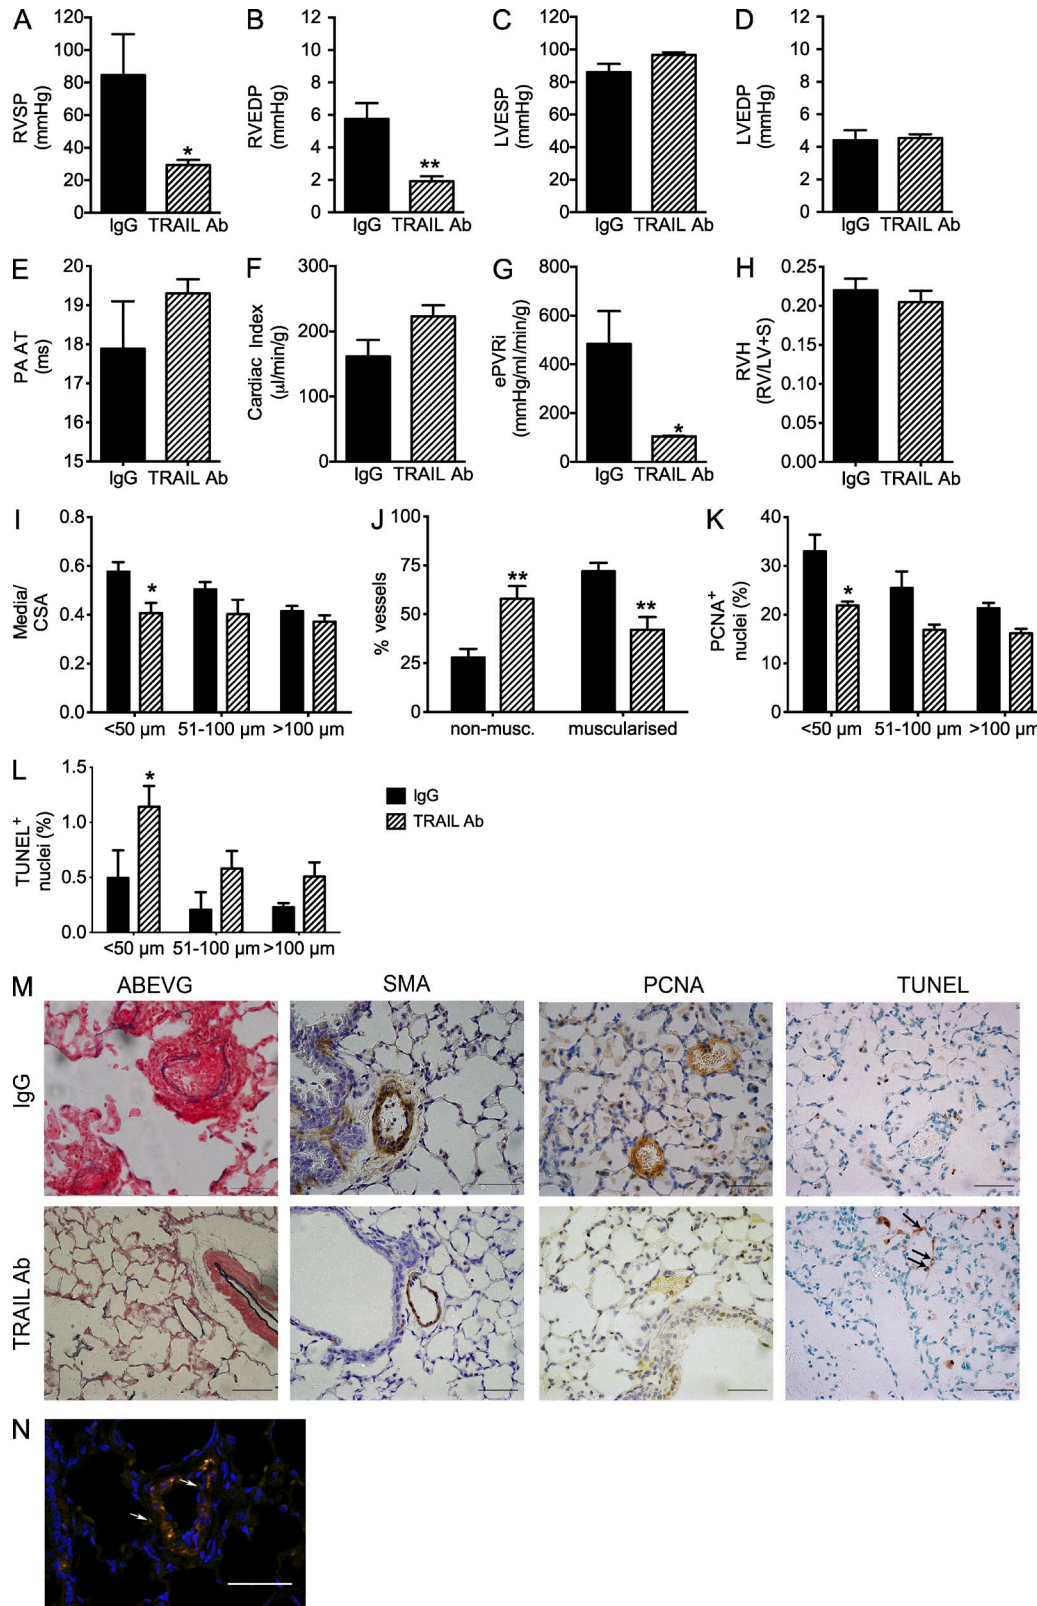 A
RVSP
(mmHg)
120
100
80
60
40
20
0
*
IgG TRAIL Ab
B
RVEDP
(mmHg)
12
10
8
6
4
2
0
**
IgG TRAIL Ab
C
LVESP
(mmHg)
120
100
80
60
40
20
0
IgG TRAIL Ab
D
LVEDP
(mmHg)
12
10
8
6
4
2
0
IgG TRAIL Ab
E
PA AT
(ms)
20
19
18
17
16
15
IgG TRAIL Ab
F
Cardiac Index
(µl/min/g)
300
200
100
0
IgG TRAIL Ab
G
ePVRi
(mmHg/ml/min/g)
800
600
400
200
0
*
IgG TRAIL Ab
H
RVH
(RV/LV+S)
0.25
0.20
0.15
0.10
0.05
0.00
IgG TRAIL Ab
I
Media/
CSA
0.8
0.6
0.4
0.2
0.0
*
<50 µm 51-100 µm >100 µm
J
% vessels
100
75
50
25
0
**
**
non-musc. muscularised
K
PCNA+
nuclei (%)
40
30
20
10
0
*
<50 µm 51-100 µm >100 µm
L
TUNEL+
nuclei (%)
1.5
1.0
0.5
0.0
*
<50 µm 51-100 µm >100 µm
IgG
TRAIL Ab
M
ABEVG SMA PCNA TUNEL
IgG
TRAIL Ab
N